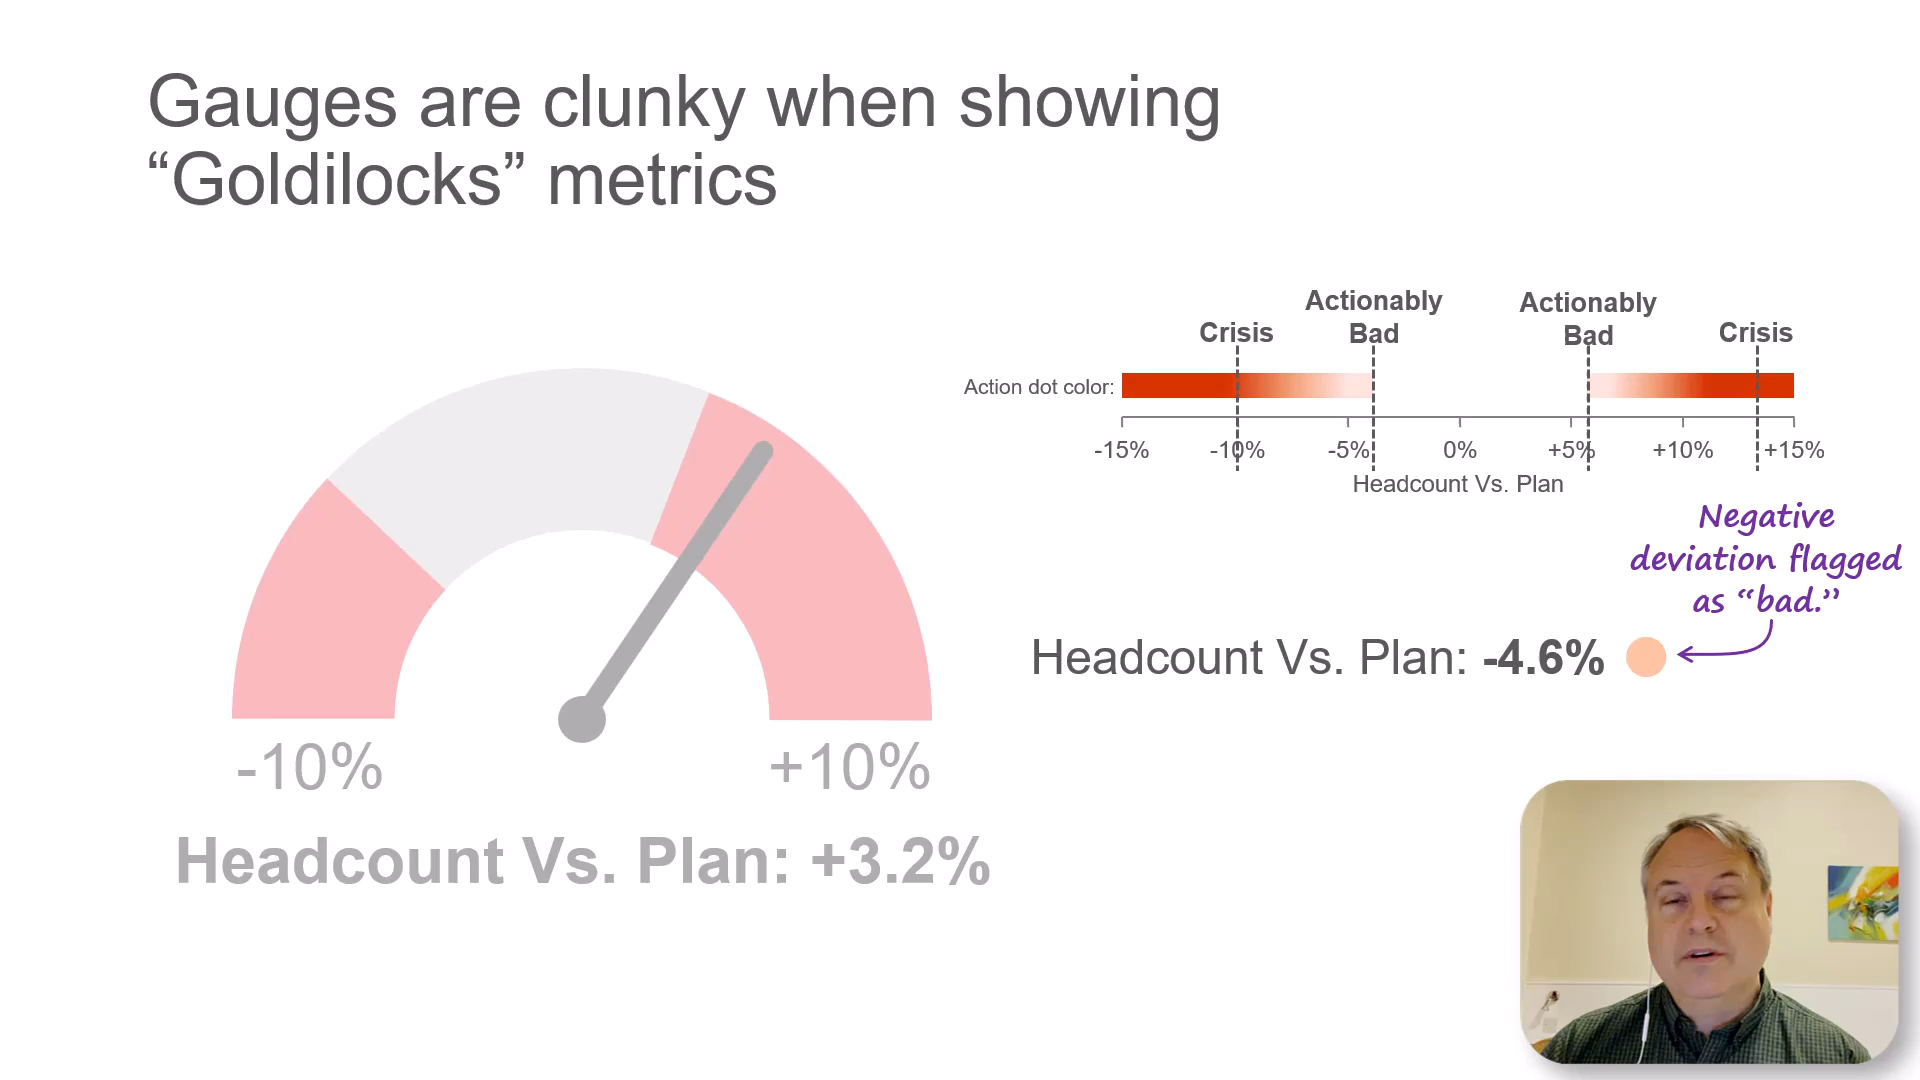 Gauges are clunky when showing
“Goldilocks” metrics
-10%
+10%
Headcount Vs. Plan: +3.2%
Crisis
Actionably
Bad
Actionably
Bad
Crisis
Action dot color:
-15%
-10%
-5%
0%
+5%
+10%
+15%
Headcount Vs. Plan
Negative
deviation flagged
as “bad.”
Headcount Vs. Plan: -4.6%